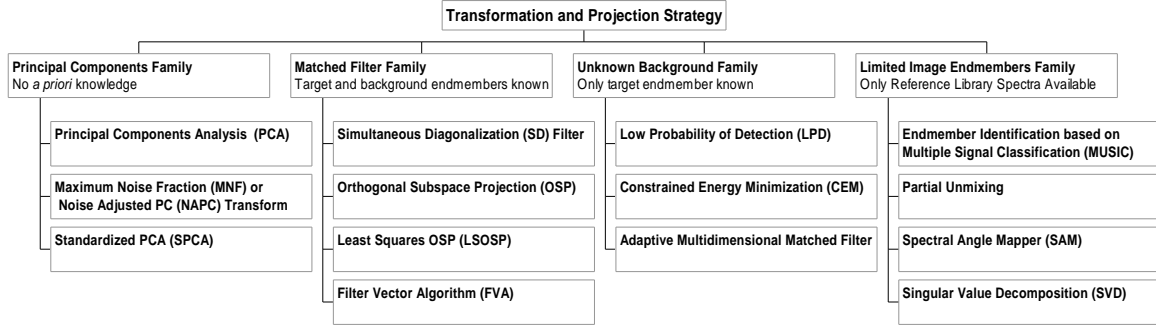 Transformation and Projection Strategy
Principal Components Family
No a priori knowledge
Principal Components Analysis (PCA)
Maximum Noise Fraction (MNF) or
Noise Adjusted PC (NAPC) Transform
Standardized PCA (SPCA)
Matched Filter Family
Target and background endmembers known
Simultaneous Diagonalization (SD) Filter
Orthogonal Subspace Projection (OSP)
Least Squares OSP (LSOSP)
Filter Vector Algorithm (FVA)
Unknown Background Family
Only target endmember known
Low Probability of Detection (LPD)
Constrained Energy Minimization (CEM)
Adaptive Multidimensional Matched Filter
Limited Image Endmembers Family
Only Reference Library Spectra Available
Endmember Identification based on
Multiple Signal Classification (MUSIC)
Partial Unmixing
Spectral Angle Mapper (SAM)
Singular Value Decomposition (SVD)